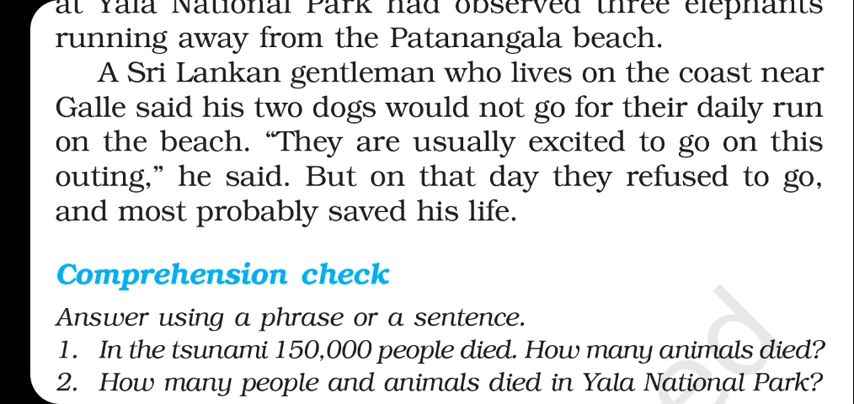 at Yala National Park had observed three elephants
running away from the Patanangala beach.
A Sri Lankan gentleman who lives on the coast near
Galle said his two dogs would not go for their daily run
on the beach. “They are usually excited to go on this
outing,” he said. But on that day they refused to go,
and most probably saved his life.
Comprehension check
Answer using a phrase or a sentence.
1. In the tsunami 150,000 people died. How many animals died?
2. How many people and animals died in Yala National Park?